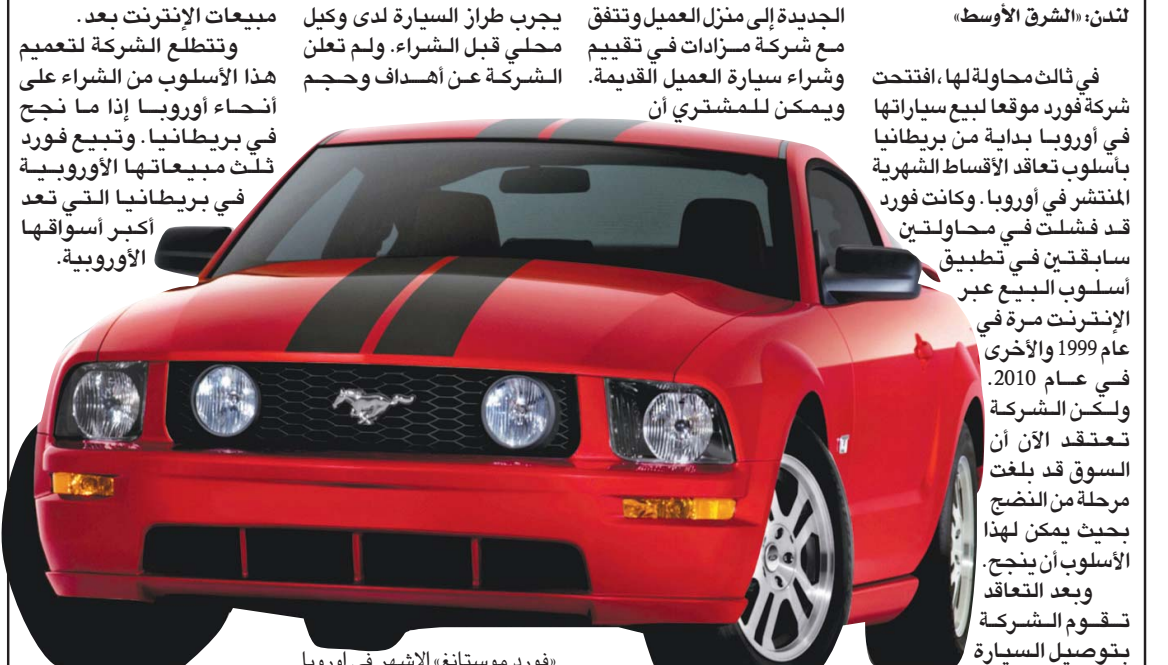 لندن: «الشرق الأوسط»
في ثالث محاولة لها، افتتحت
شركة فورد موقعا لبيع سياراتها
في أوروبا بداية من بريطانيا
بأسلوب تعاقد الأقساط الشهرية
المنتشر في أوروبا. وكانت فورد
قد فشلت في محاولتين
سابقتين في تطبيق
أسلوب البيع عبر
الإنترنت مرة في
عام 1999 والأخرى
في عام 2010.
ولكن الشركة
تعتقد الآن أن
السوق قد بلغت
مرحلة من النضج
بحيث يمكن لهذا
الأسلوب أن ينجح.
وبعد التعاقد
تقوم الشركة
بتوصيل السيارة
الجديدة إلى منزل العميل وتتفق
مع شركة مزادات في تقييم
وشراء سيارة العميل القديمة.
ويمكن للمشتري أن
يجرب طراز السيارة لدى وكيل
محلي قبل الشراء. ولم تعلن
الشركة عن أهداف وحجم
مبيعات الإنترنت بعد.
وتتطلع الشركة لتعميم
هذا الأسلوب من الشراء على
أنحاء أوروبا إذا ما نجح
في بريطانيا. وتبيع فورد
ثلث مبيعاتها الأوروبية
في بريطانيا التي تعد
أكبر أسواقها
الأوروبية.
«فورد موستانغ» الاشهر في اوروبا